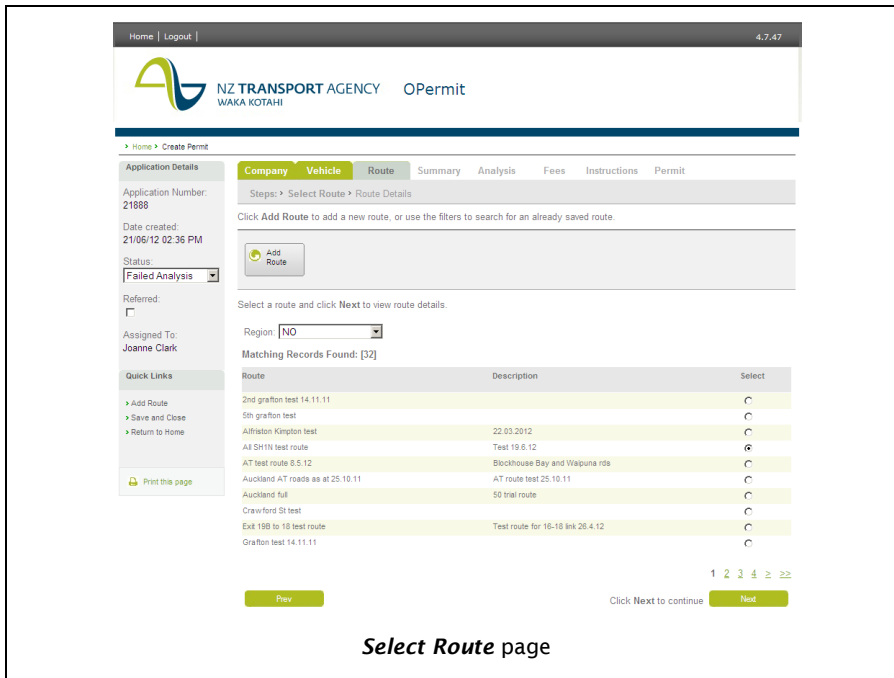 Home | Logout |
4.7.47
NZ TRANSPORT AGENCY
WAKA KOTAHI
OPermit
> Home > Create Permit
Application Details
Application Number:
21888
Date created:
21/06/12 02:36 PM
Status:
Failed Analysis
Referred:
Assigned To:
Joanne Clark
Quick Links
> Add Route
> Save and Close
> Return to Home
Print this page
Company Vehicle Route Summary Analysis Fees Instructions Permit
Steps: > Select Route > Route Details
Click Add Route to add a new route, or use the filters to search for an already saved route.
Add
Route
Select a route and click Next to view route details.
Region: NO
Matching Records Found: [32]
Route Description Select
2nd grafton test 14.11.11
5th grafton test
Alfriston Kimpton test 22.03.2012
All SH1N test route Test 19.6.12
AT test route 8.5.12 Blockhouse Bay and Waipuna rds
Auckland AT roads as at 25.10.11 AT route test 25.10.11
Auckland full 50 trial route
Crawford St test
Exit 19B to 18 test route Test route for 16-18 link 26.4.12
Grafton test 14.11.11
1 2 3 4 > >>
Prev
Click Next to continue Next
Select Route page